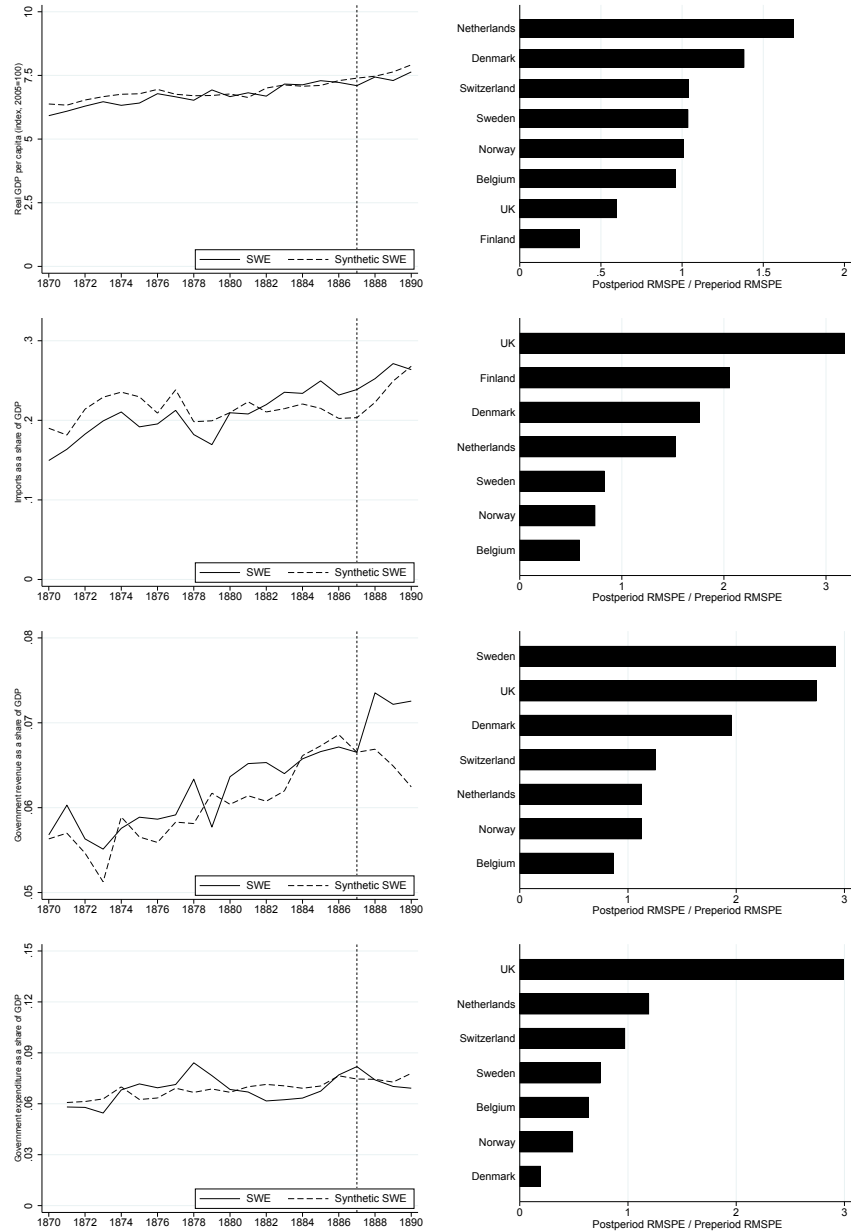 Real GDP per capita (index, 2005=100)
10
7.5
5
2.5
0
SWE
Synthetic SWE
1870 1872 1874 1876 1878 1880 1882 1884 1886 1888 1890
Netherlands
Denmark
Switzerland
Sweden
Norway
Belgium
UK
Finland
0 .5 1 1.5 2
Postperiod RMSPE / Preperiod RMSPE
Imports as a share of GDP
.3
.2
.1
0
SWE
Synthetic SWE
1870 1872 1874 1876 1878 1880 1882 1884 1886 1888 1890
UK
Finland
Denmark
Netherlands
Sweden
Norway
Belgium
0 1 2 3
Postperiod RMSPE / Preperiod RMSPE
Government revenue as a share of GDP
.08
.07
.06
.05
SWE
Synthetic SWE
1870 1872 1874 1876 1878 1880 1882 1884 1886 1888 1890
Sweden
UK
Denmark
Switzerland
Netherlands
Norway
Belgium
0 1 2 3
Postperiod RMSPE / Preperiod RMSPE
Government expenditure as a share of GDP
.15
.12
.09
.06
.03
0
SWE
Synthetic SWE
1870 1872 1874 1876 1878 1880 1882 1884 1886 1888 1890
UK
Netherlands
Switzerland
Sweden
Belgium
Norway
Denmark
0 1 2 3
Postperiod RMSPE / Preperiod RMSPE